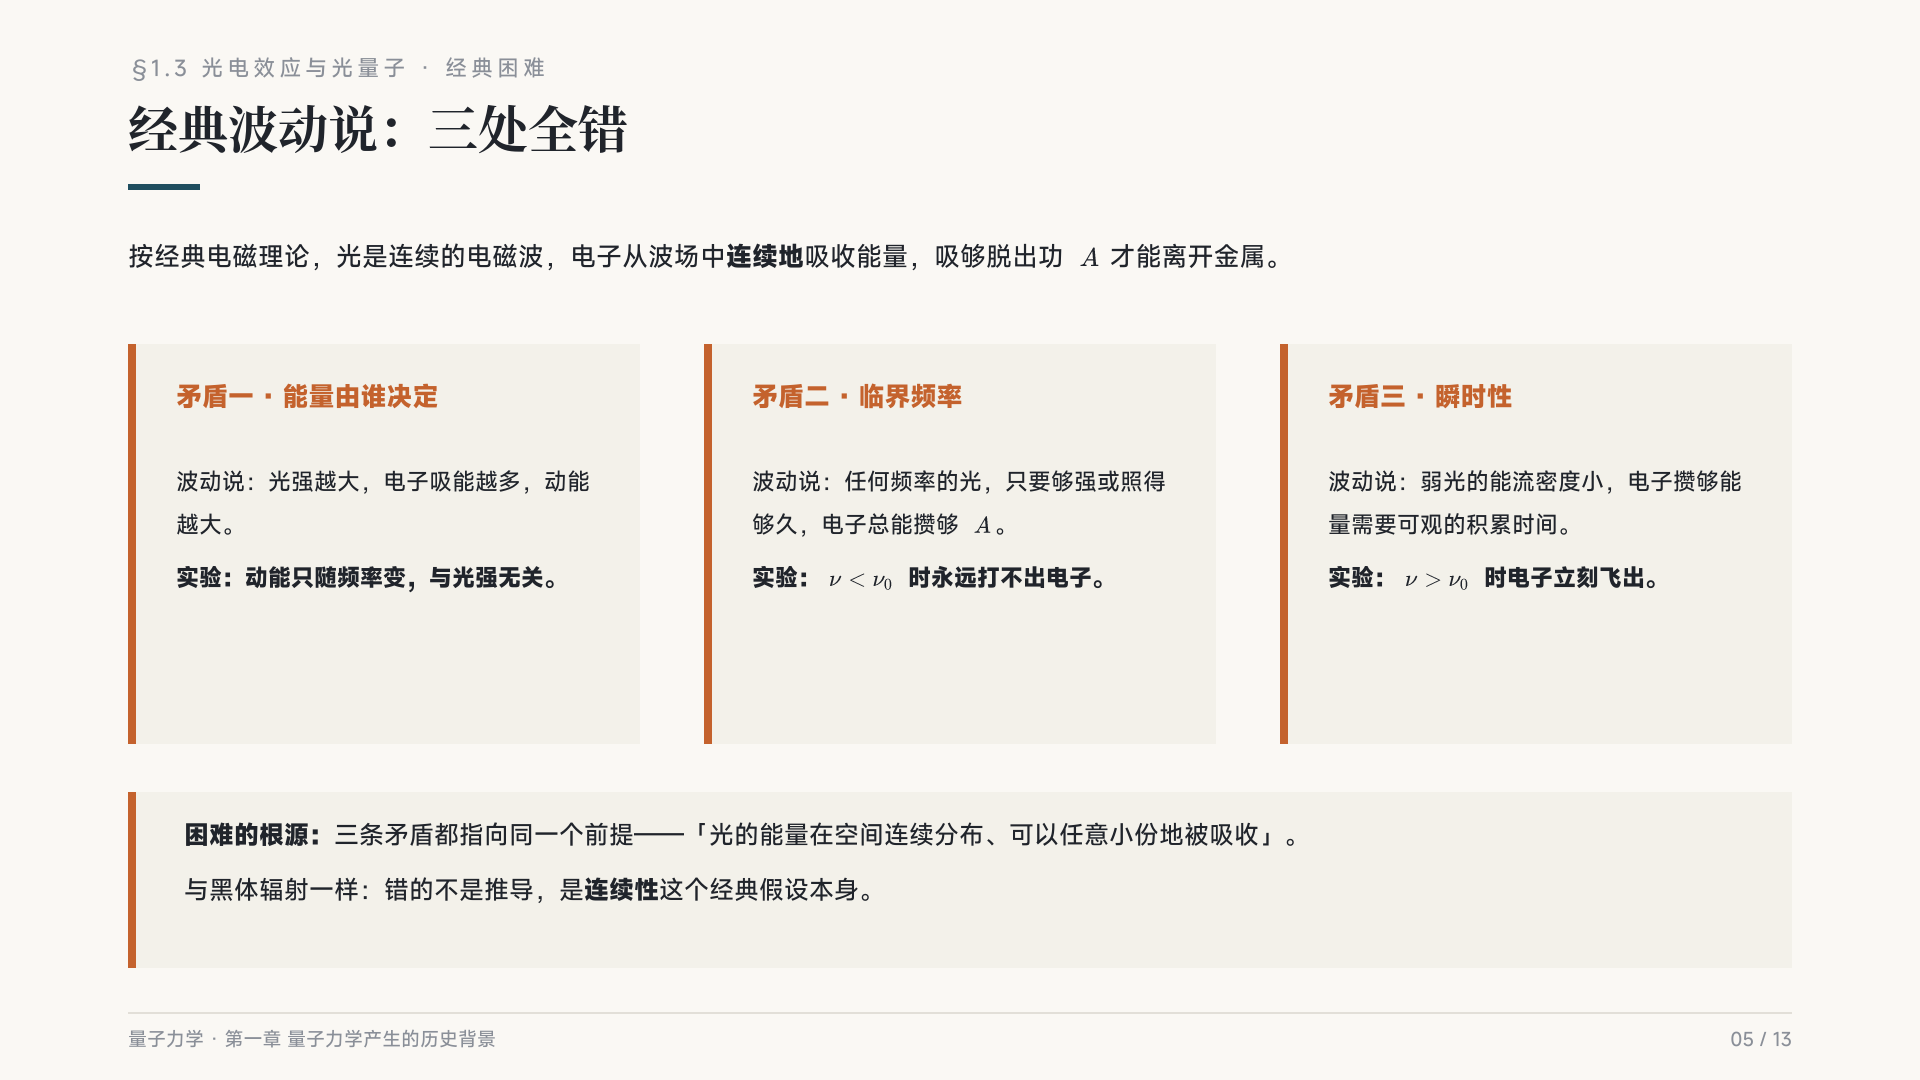 §1.3 光电效应与光量子 · 经典困难
经典波动说：三处全错
按经典电磁理论，光是连续的电磁波，电子从波场中连续地吸收能量，吸够脱出功 A 才能离开金属。
矛盾一 · 能量由谁决定
波动说：光强越大，电子吸能越多，动能
越大。
实验：动能只随频率变，与光强无关。
矛盾二 · 临界频率
波动说：任何频率的光，只要够强或照得
够久，电子总能攒够 A。
实验： ν < ν₀ 时永远打不出电子。
矛盾三 · 瞬时性
波动说：弱光的能流密度小，电子攒够能
量需要可观的积累时间。
实验： ν > ν₀ 时电子立刻飞出。
困难的根源：三条矛盾都指向同一个前提——「光的能量在空间连续分布、可以任意小份地被吸收」。
与黑体辐射一样：错的不是推导，是连续性这个经典假设本身。
量子力学 · 第一章 量子力学产生的历史背景
05 / 13